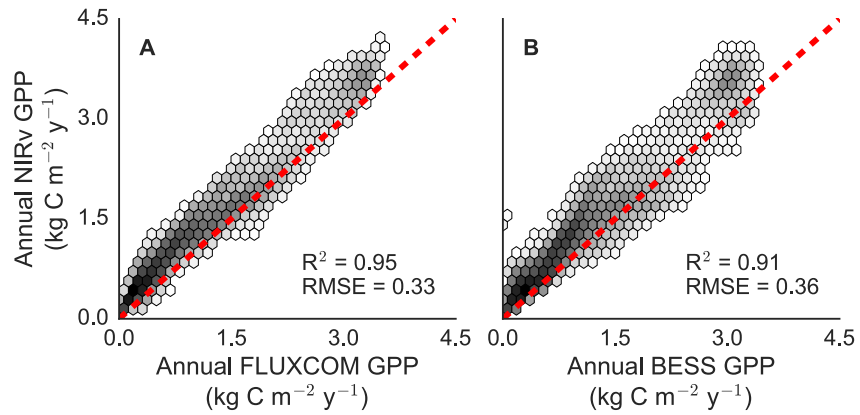 Annual NIRv GPP
(kg C m⁻² y⁻¹)
4.5
3.0
1.5
0.0
A
R² = 0.95
RMSE = 0.33
0.0 1.5 3.0 4.5
Annual FLUXCOM GPP
(kg C m⁻² y⁻¹)
B
R² = 0.91
RMSE = 0.36
0.0 1.5 3.0 4.5
Annual BESS GPP
(kg C m⁻² y⁻¹)